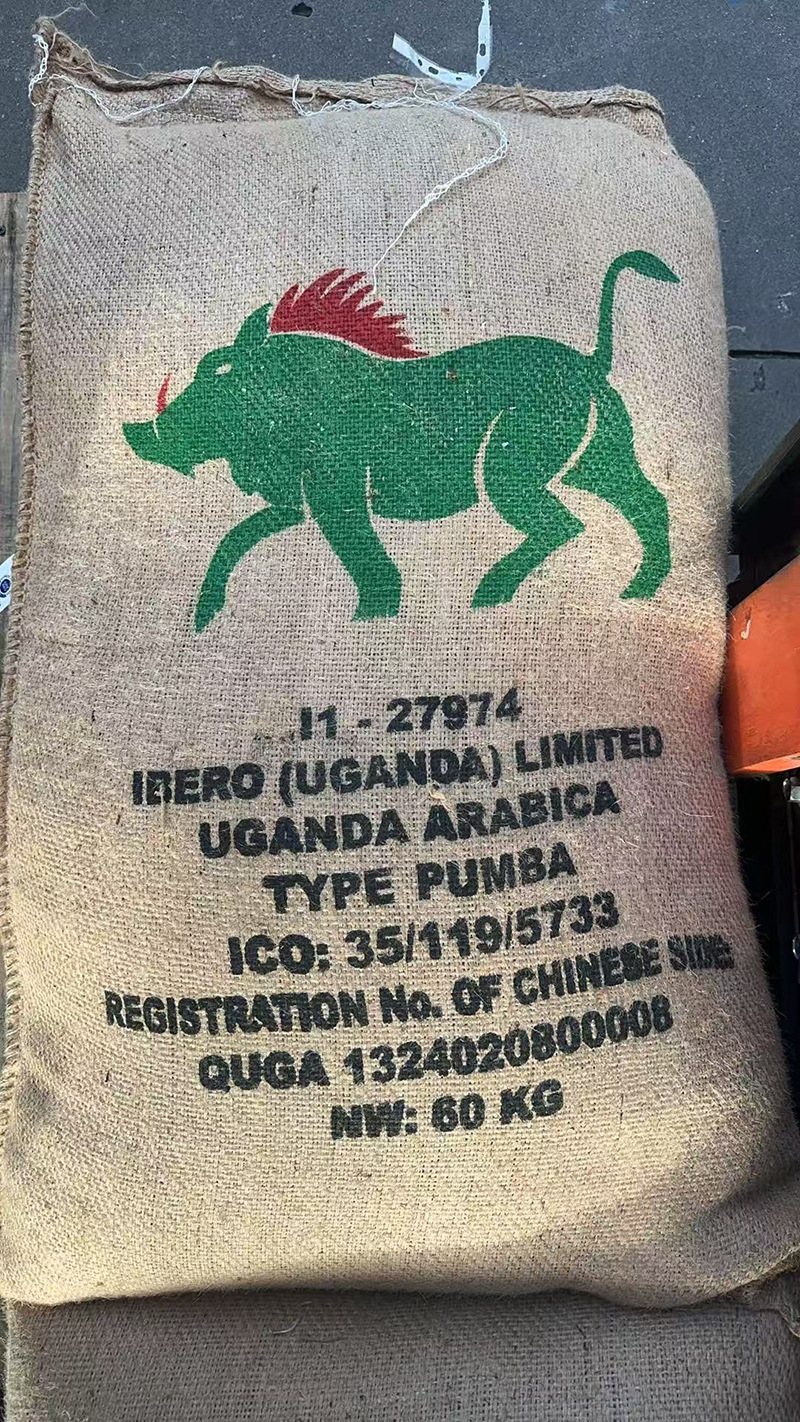 I1 - 27974
IBERO (UGANDA) LIMITED
UGANDA ARABICA
TYPE PUMBA
ICO: 35/119/5733
REGISTRATION No. OF CHINESE SIDE:
QUGA 1324020800008
NW: 60 KG